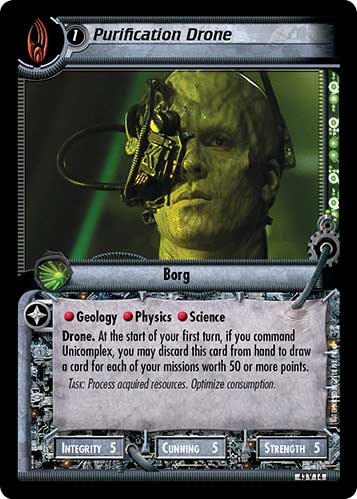 1 Purification Drone
Borg
Geology Physics Science
Drone. At the start of your first turn, if you command
Unicomplex, you may discard this card from hand to draw
a card for each of your missions worth 50 or more points.
TASK: Process acquired resources. Optimize consumption.
INTEGRITY 5 CUNNING 5 STRENGTH 5
43 V 14